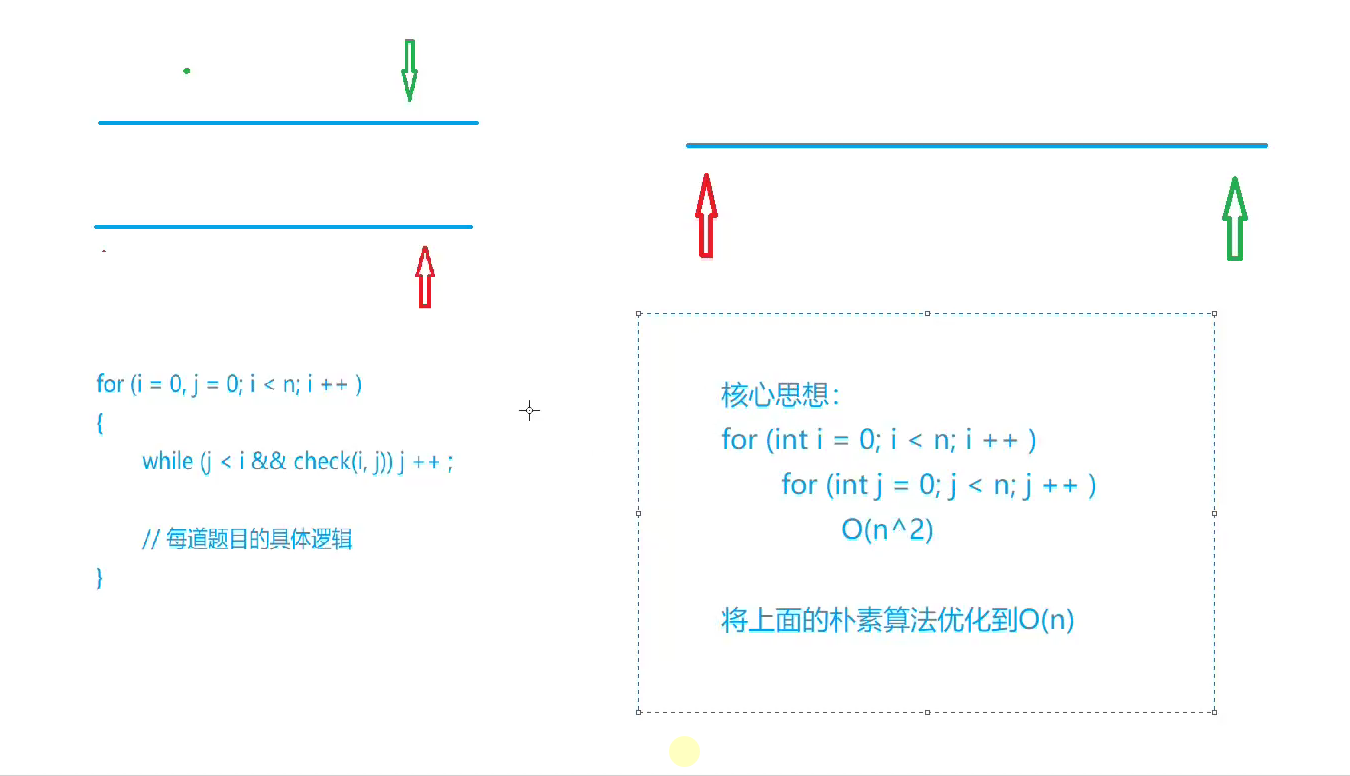 for (i = 0, j = 0; i < n; i ++ )
{
while (j < i && check(i, j)) j ++ ;
// 每道题目的具体逻辑
}
核心思想：
for (int i = 0; i < n; i ++ )
for (int j = 0; j < n; j ++ )
O(n^2)
将上面的朴素算法优化到O(n)